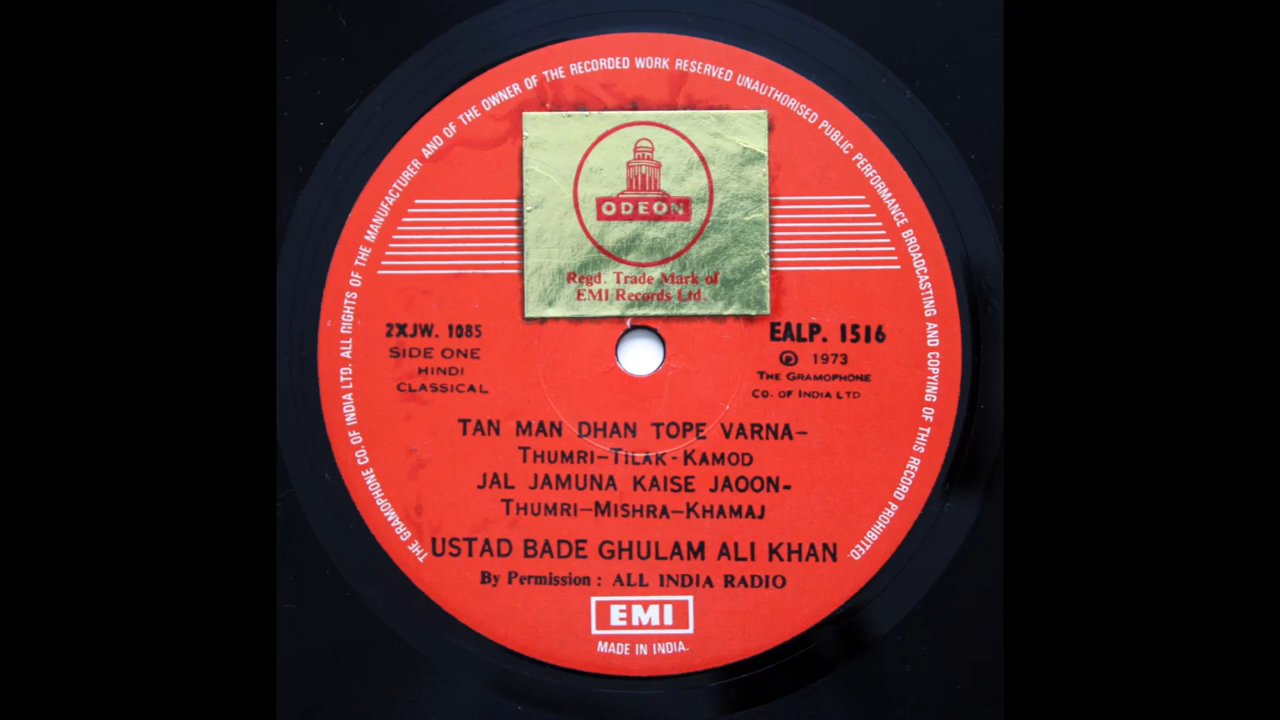 THE GRAMOPHONE CO. OF INDIA LTD. ALL RIGHTS OF THE MANUFACTURER AND OF THE OWNER OF THE RECORDED WORK RESERVED UNAUTHORISED PUBLIC PERFORMANCE BROADCASTING AND COPYING OF THIS RECORD PROHIBITED.
ODEON
Regd. Trade Mark of
EMI Records Ltd.
2XJW. 1085
SIDE ONE
HINDI
CLASSICAL
EALP. 1516
℗ 1973
THE GRAMOPHONE
CO. OF INDIA LTD
TAN MAN DHAN TOPE VARNA–
THUMRI–TILAK-KAMOD
JAL JAMUNA KAISE JAOON-
THUMRI–MISHRA–KHAMAJ
USTAD BADE GHULAM ALI KHAN
By Permission : ALL INDIA RADIO
EMI
MADE IN INDIA.